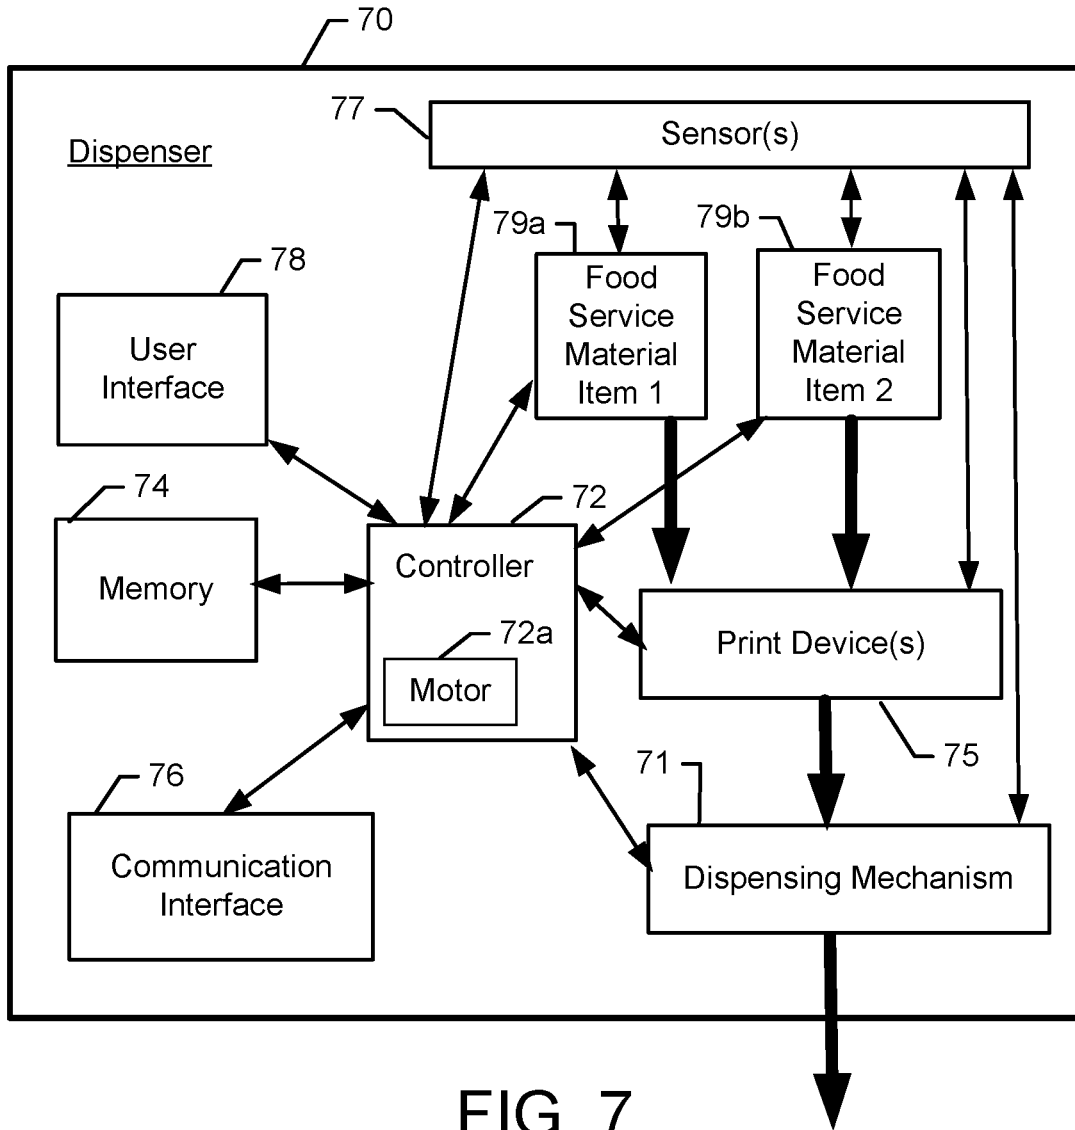 70
77
Sensor(s)
Dispenser
79a
79b
78
Food
Service
Material
Item 1
Food
Service
Material
Item 2
User
Interface
74
72
Memory
Controller
72a
Motor
Print Device(s)
75
76
71
Communication
Interface
Dispensing Mechanism
FIG. 7